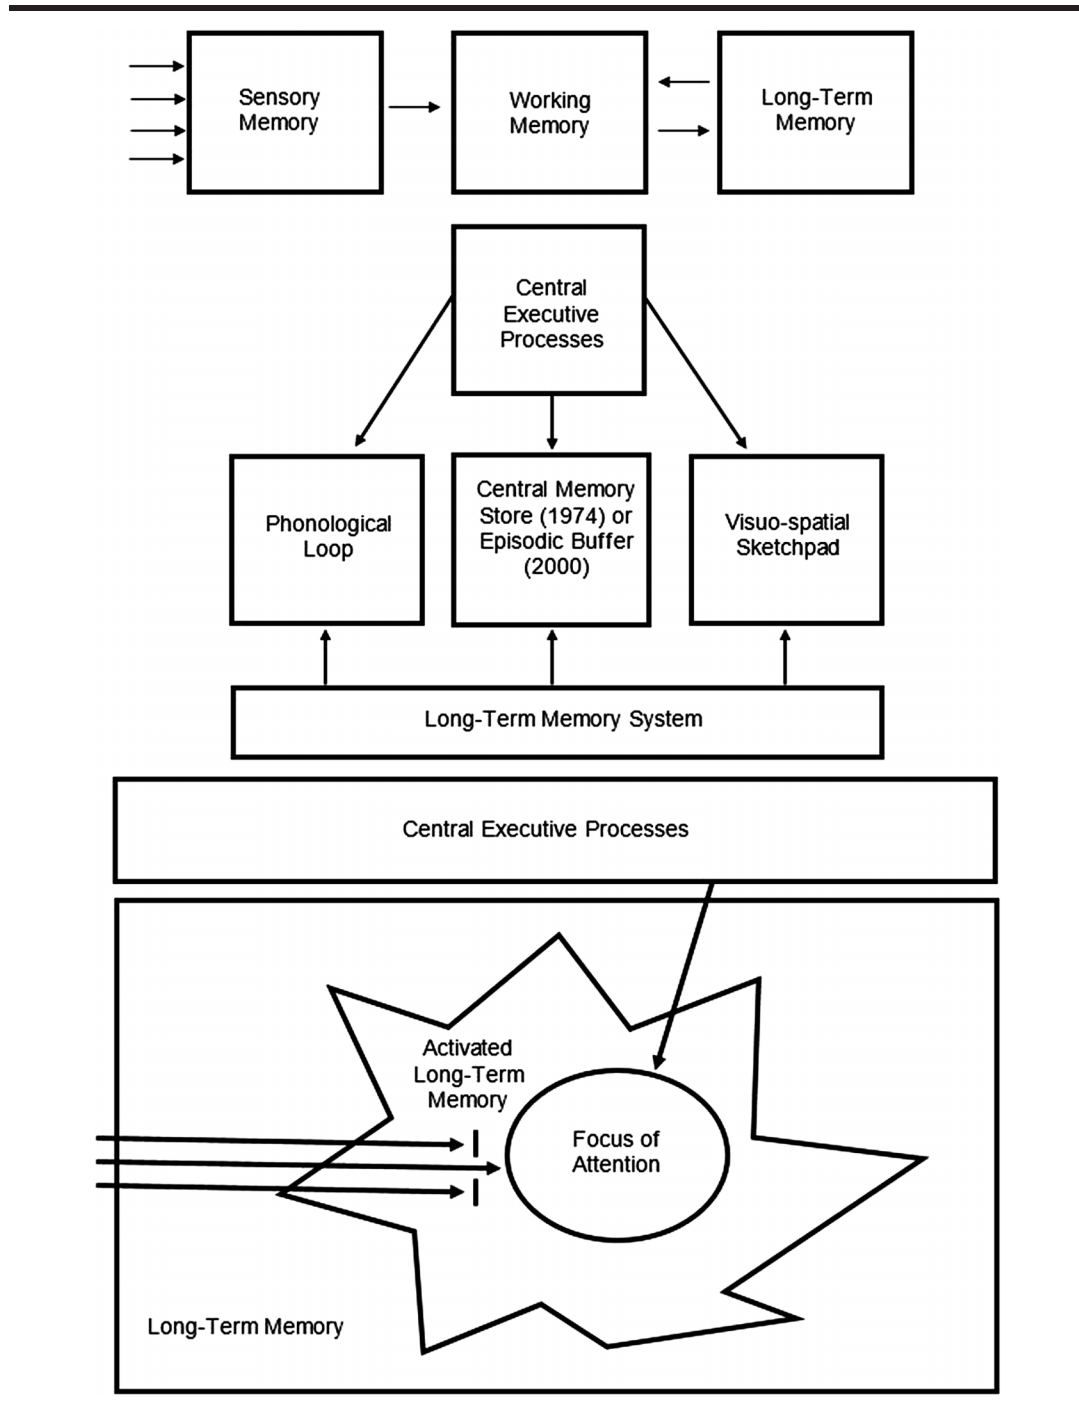 Sensory
Memory
Working
Memory
Long-Term
Memory
Central
Executive
Processes
Phonological
Loop
Central Memory
Store (1974) or
Episodic Buffer
(2000)
Visuo-spatial
Sketchpad
Long-Term Memory System
Central Executive Processes
Activated
Long-Term
Memory
Focus of
Attention
Long-Term Memory